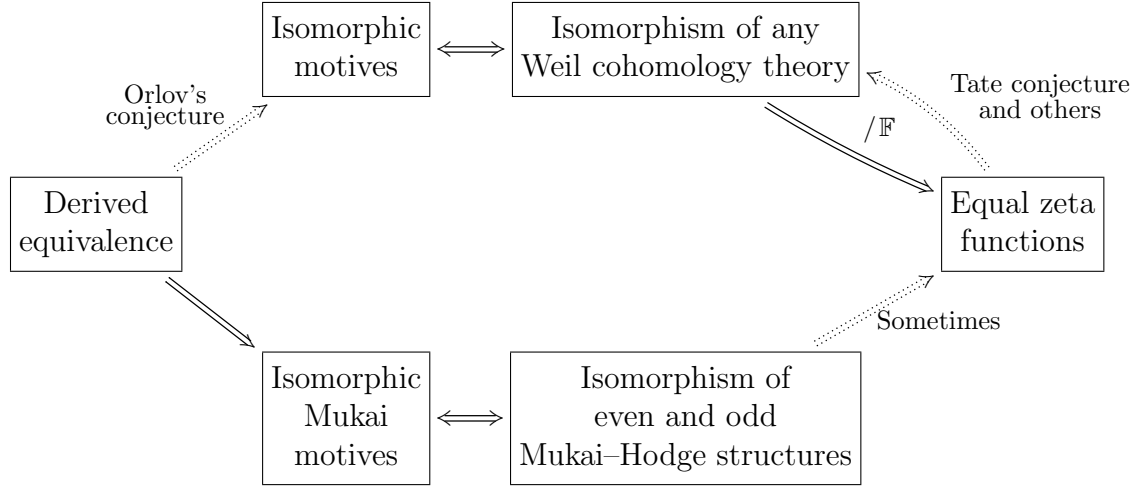 Isomorphic
motives
Isomorphism of any
Weil cohomology theory
Orlov's
conjecture
Tate conjecture
and others
/𝔽
Derived
equivalence
Equal zeta
functions
Sometimes
Isomorphic
Mukai
motives
Isomorphism of
even and odd
Mukai–Hodge structures